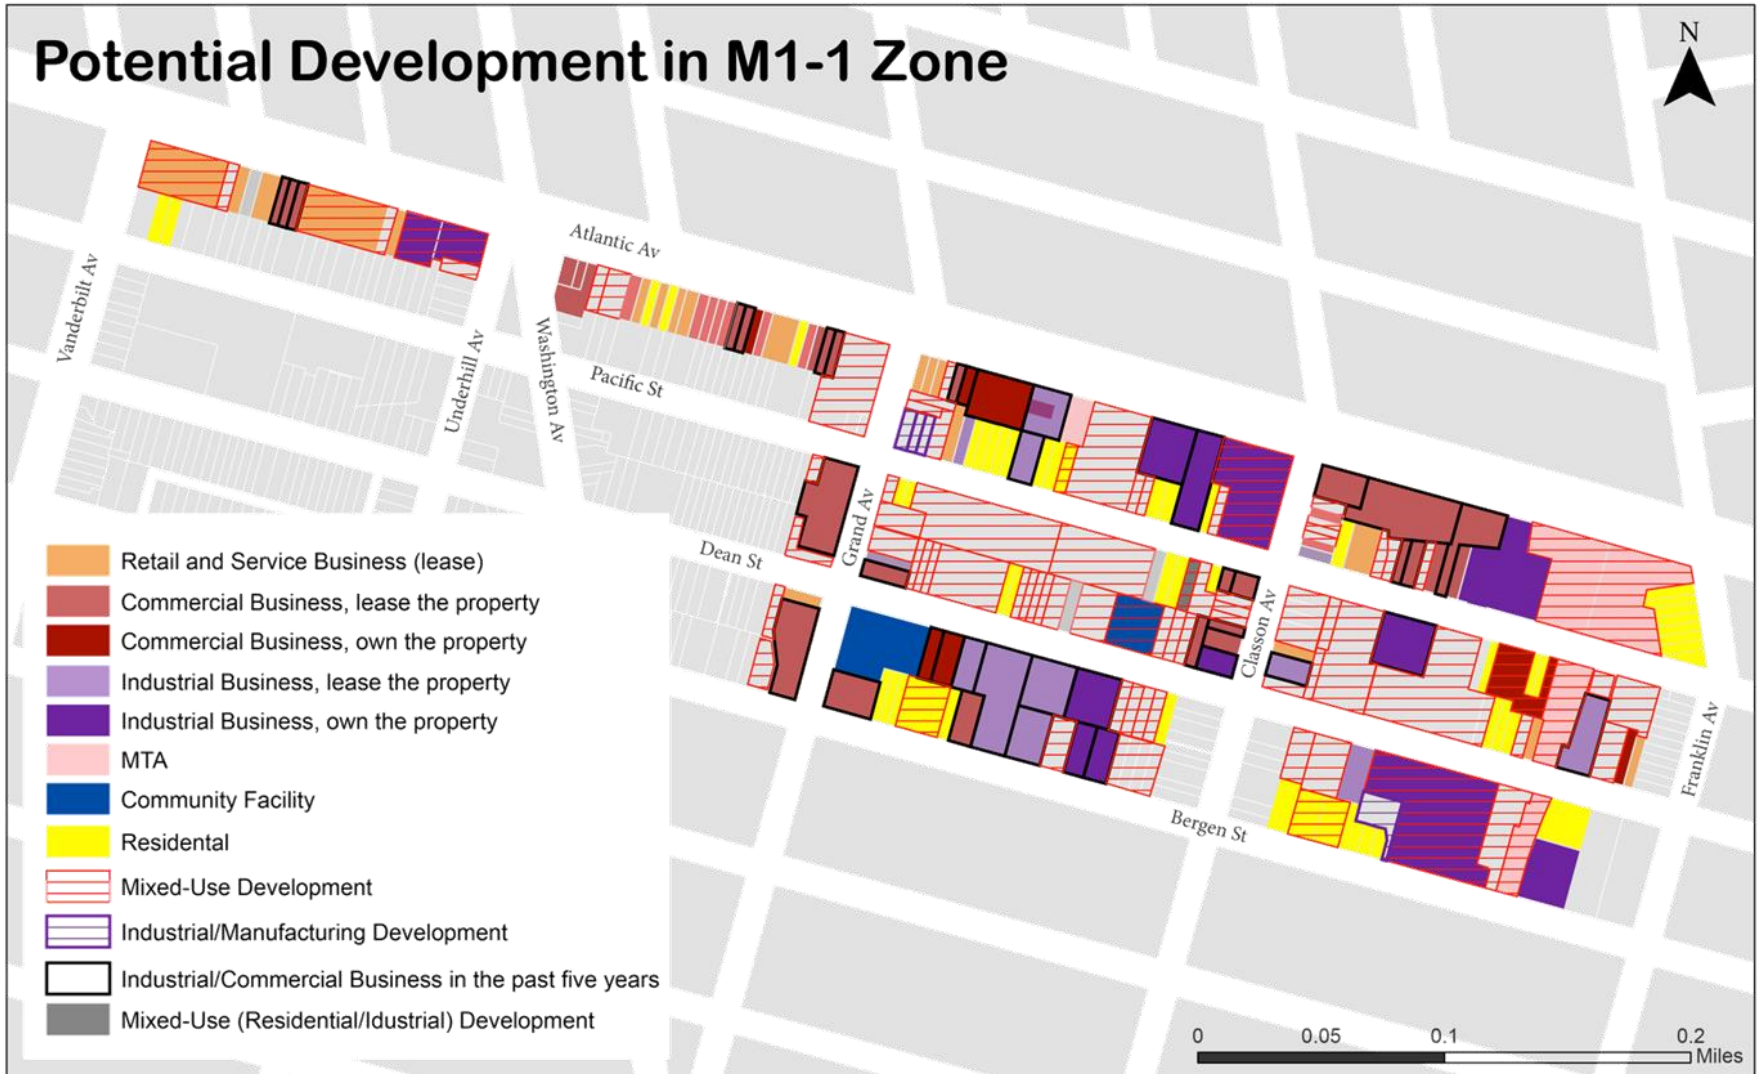 Potential Development in M1-1 Zone
N
Atlantic Av
Vanderbilt Av
Underhill Av
Washington Av
Pacific St
Grand Av
Dean St
Classon Av
Franklin Av
Bergen St
Retail and Service Business (lease)
Commercial Business, lease the property
Commercial Business, own the property
Industrial Business, lease the property
Industrial Business, own the property
MTA
Community Facility
Residental
Mixed-Use Development
Industrial/Manufacturing Development
Industrial/Commercial Business in the past five years
Mixed-Use (Residential/Idustrial) Development
0 0.05 0.1 0.2
Miles